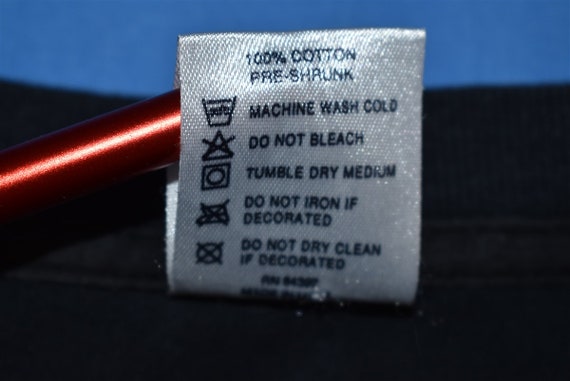 100% COTTON
PRE-SHRUNK
MACHINE WASH COLD
DO NOT BLEACH
TUMBLE DRY MEDIUM
DO NOT IRON IF
DECORATED
DO NOT DRY CLEAN
IF DECORATED
RN